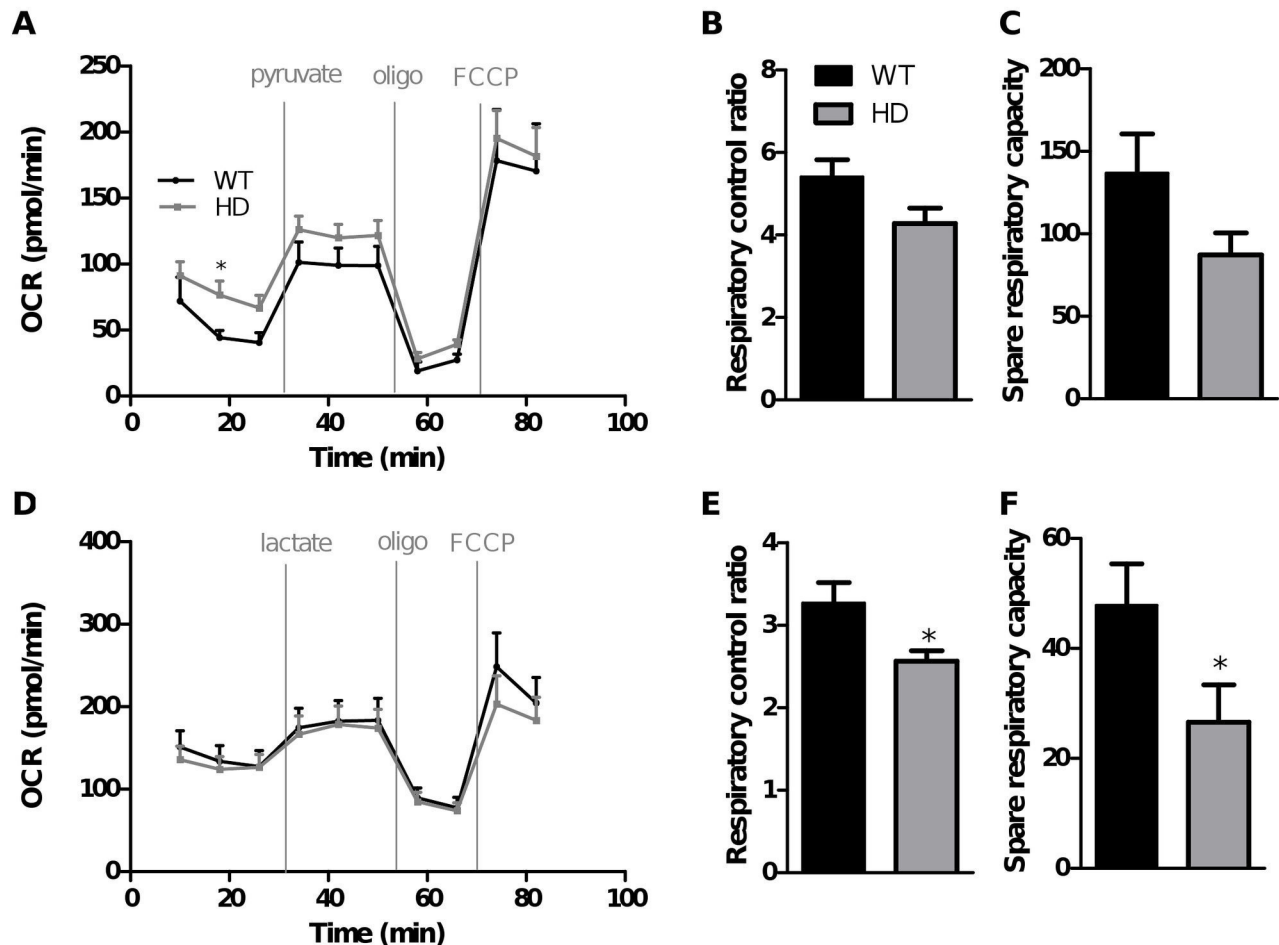 A
OCR (pmol/min)
250
200
150
100
50
0
pyruvate
oligo
FCCP
WT
HD
*
0 20 40 60 80 100
Time (min)
B
Respiratory control ratio
8
6
4
2
0
WT
HD
C
Spare respiratory capacity
200
150
100
50
0
D
OCR (pmol/min)
400
300
200
100
0
lactate
oligo
FCCP
0 20 40 60 80 100
Time (min)
E
Respiratory control ratio
4
3
2
1
0
*
F
Spare respiratory capacity
60
40
20
0
*